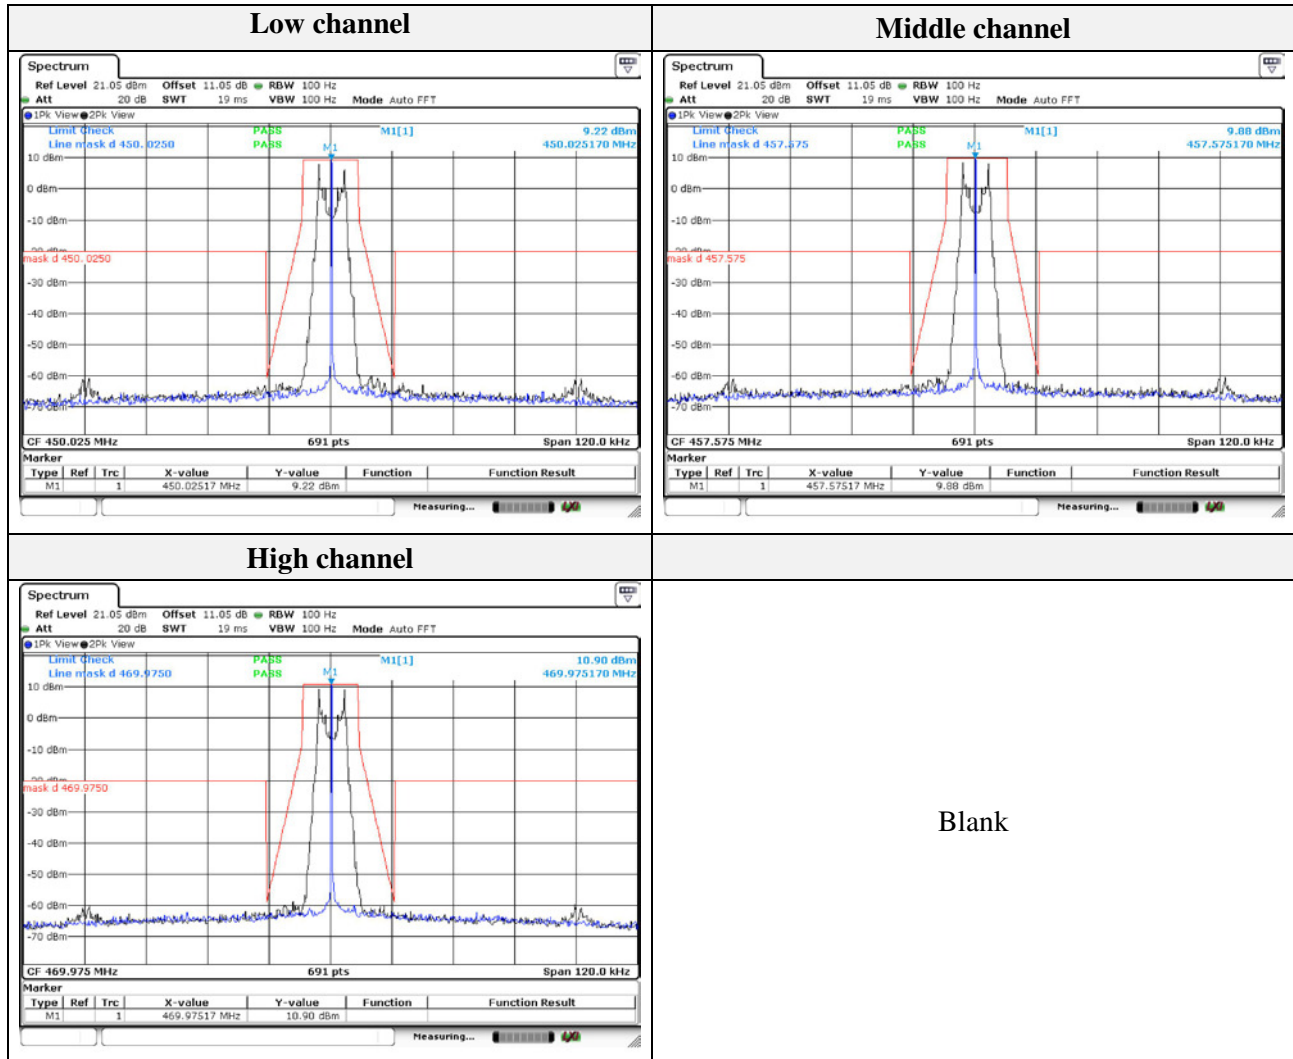 Low channel
Middle channel
Spectrum
Ref Level 21.05 dBm Offset 11.05 dB RBW 100 Hz
Att 20 dB SWT 19 ms VBW 100 Hz Mode Auto FFT
1Pk View 2Pk View
Limit Check PASS M1[1] 9.22 dBm
Line mask d 450.0250 PASS 450.025170 MHz
M1
10 dBm
0 dBm
-10 dBm
-20 dBm
mask d 450.0250
-30 dBm
-40 dBm
-50 dBm
-60 dBm
-70 dBm
CF 450.025 MHz 691 pts Span 120.0 kHz
Marker
Type Ref Trc X-value Y-value Function Function Result
M1 1 450.02517 MHz 9.22 dBm
Measuring...
Spectrum
Ref Level 21.05 dBm Offset 11.05 dB RBW 100 Hz
Att 20 dB SWT 19 ms VBW 100 Hz Mode Auto FFT
1Pk View 2Pk View
Limit Check PASS M1[1] 9.88 dBm
Line mask d 457.575 PASS 457.575170 MHz
M1
10 dBm
0 dBm
-10 dBm
-20 dBm
mask d 457.575
-30 dBm
-40 dBm
-50 dBm
-60 dBm
-70 dBm
CF 457.575 MHz 691 pts Span 120.0 kHz
Marker
Type Ref Trc X-value Y-value Function Function Result
M1 1 457.57517 MHz 9.88 dBm
Measuring...
High channel
Spectrum
Ref Level 21.05 dBm Offset 11.05 dB RBW 100 Hz
Att 20 dB SWT 19 ms VBW 100 Hz Mode Auto FFT
1Pk View 2Pk View
Limit Check PASS M1[1] 10.90 dBm
Line mask d 469.9750 PASS 469.975170 MHz
M1
10 dBm
0 dBm
-10 dBm
-20 dBm
mask d 469.9750
-30 dBm
-40 dBm
-50 dBm
-60 dBm
-70 dBm
CF 469.975 MHz 691 pts Span 120.0 kHz
Marker
Type Ref Trc X-value Y-value Function Function Result
M1 1 469.97517 MHz 10.90 dBm
Measuring...
Blank